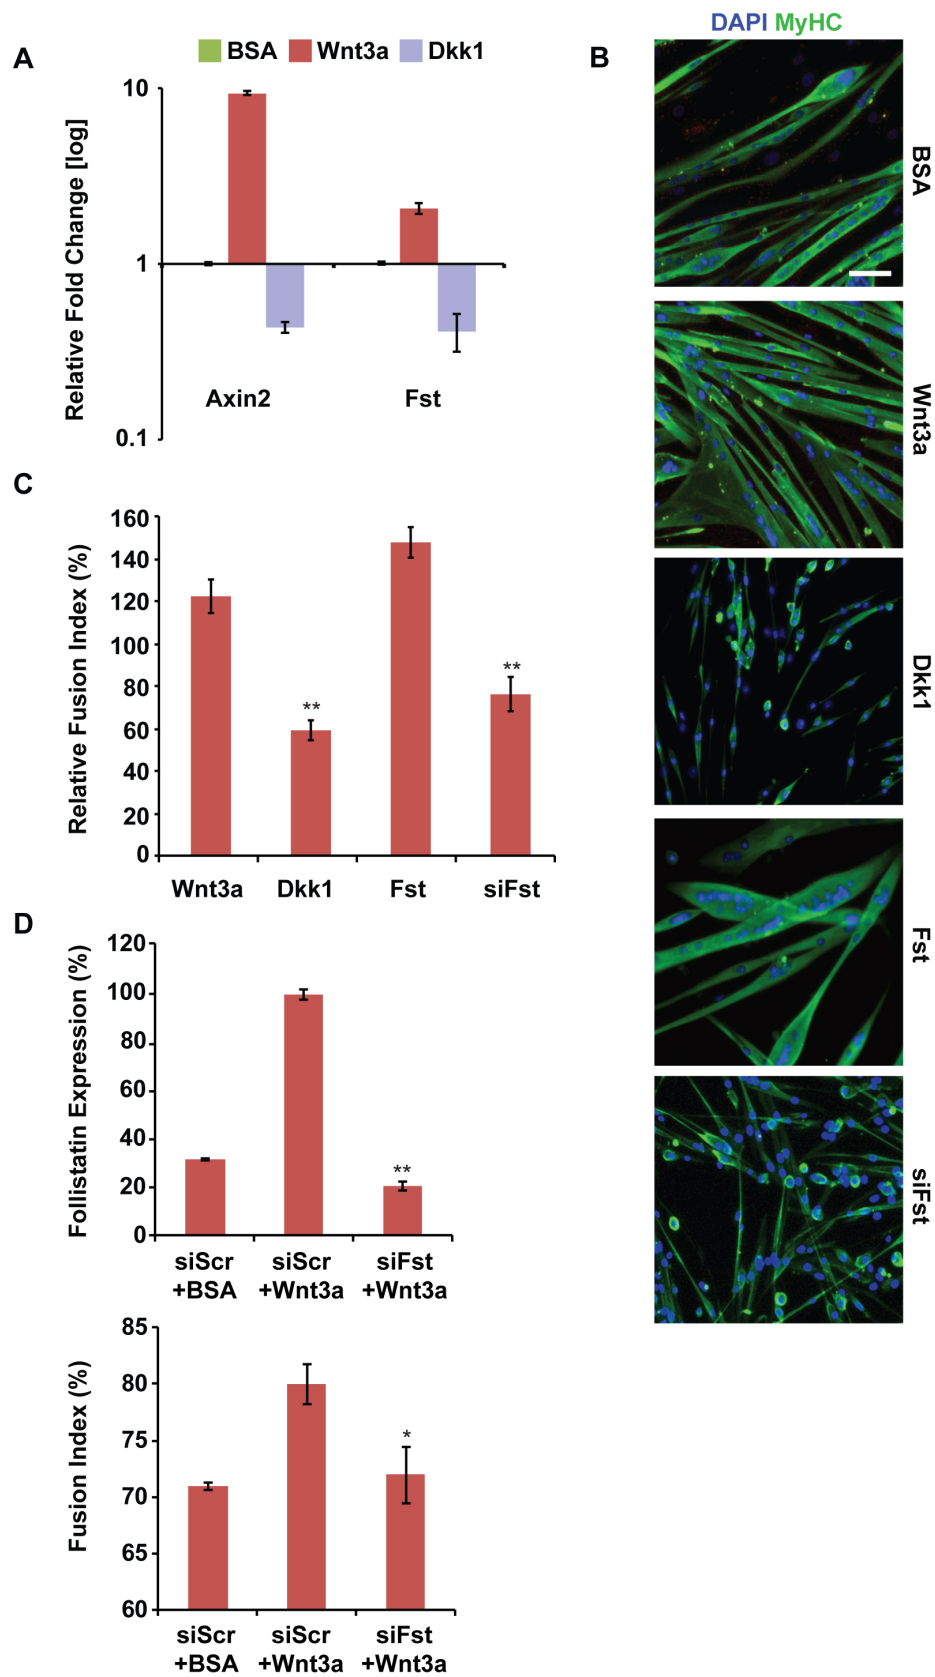 A
BSA Wnt3a Dkk1
Relative Fold Change [log]
10
1
0.1
Axin2 Fst
B
DAPI MyHC
BSA
Wnt3a
Dkk1
Fst
siFst
C
Relative Fusion Index (%)
160
140
120
100
80
60
40
20
0
**
**
Wnt3a Dkk1 Fst siFst
D
Follistatin Expression (%)
120
100
80
60
40
20
0
**
siScr siScr siFst
+BSA +Wnt3a +Wnt3a
Fusion Index (%)
85
80
75
70
65
60
*
siScr siScr siFst
+BSA +Wnt3a +Wnt3a